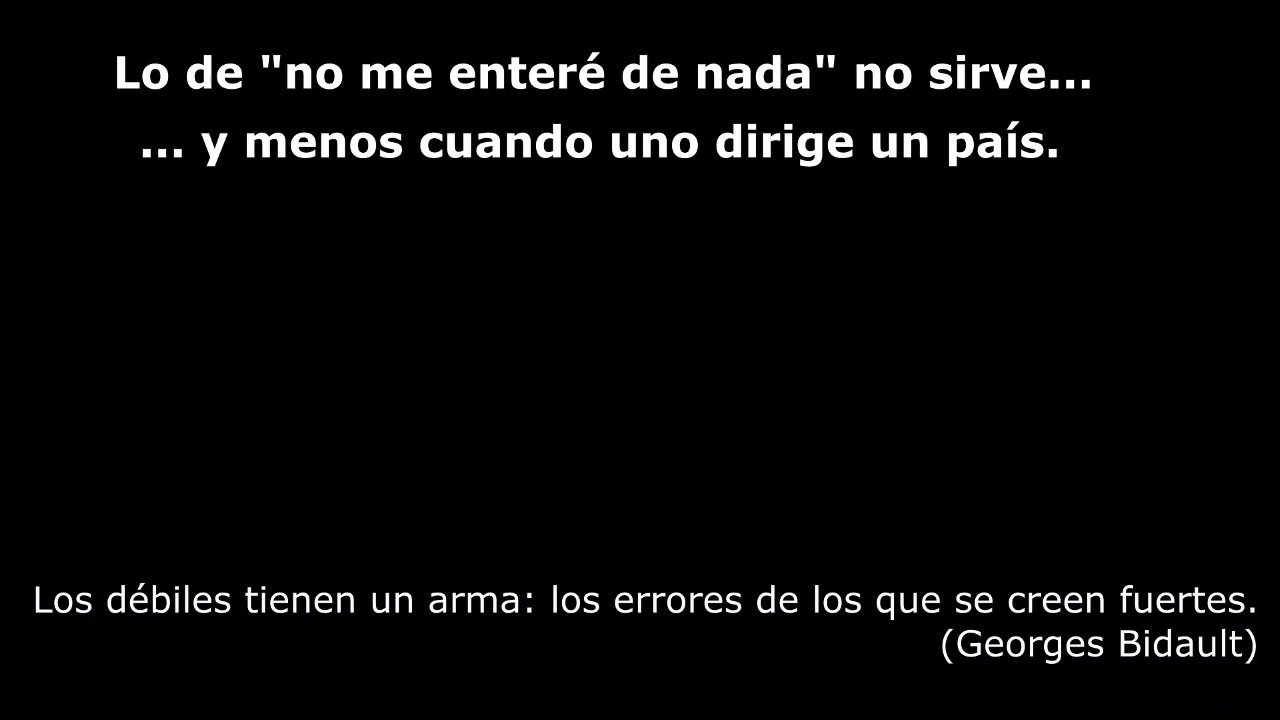 Lo de "no me enteré de nada" no sirve...
... y menos cuando uno dirige un país.
Los débiles tienen un arma: los errores de los que se creen fuertes.
(Georges Bidault)